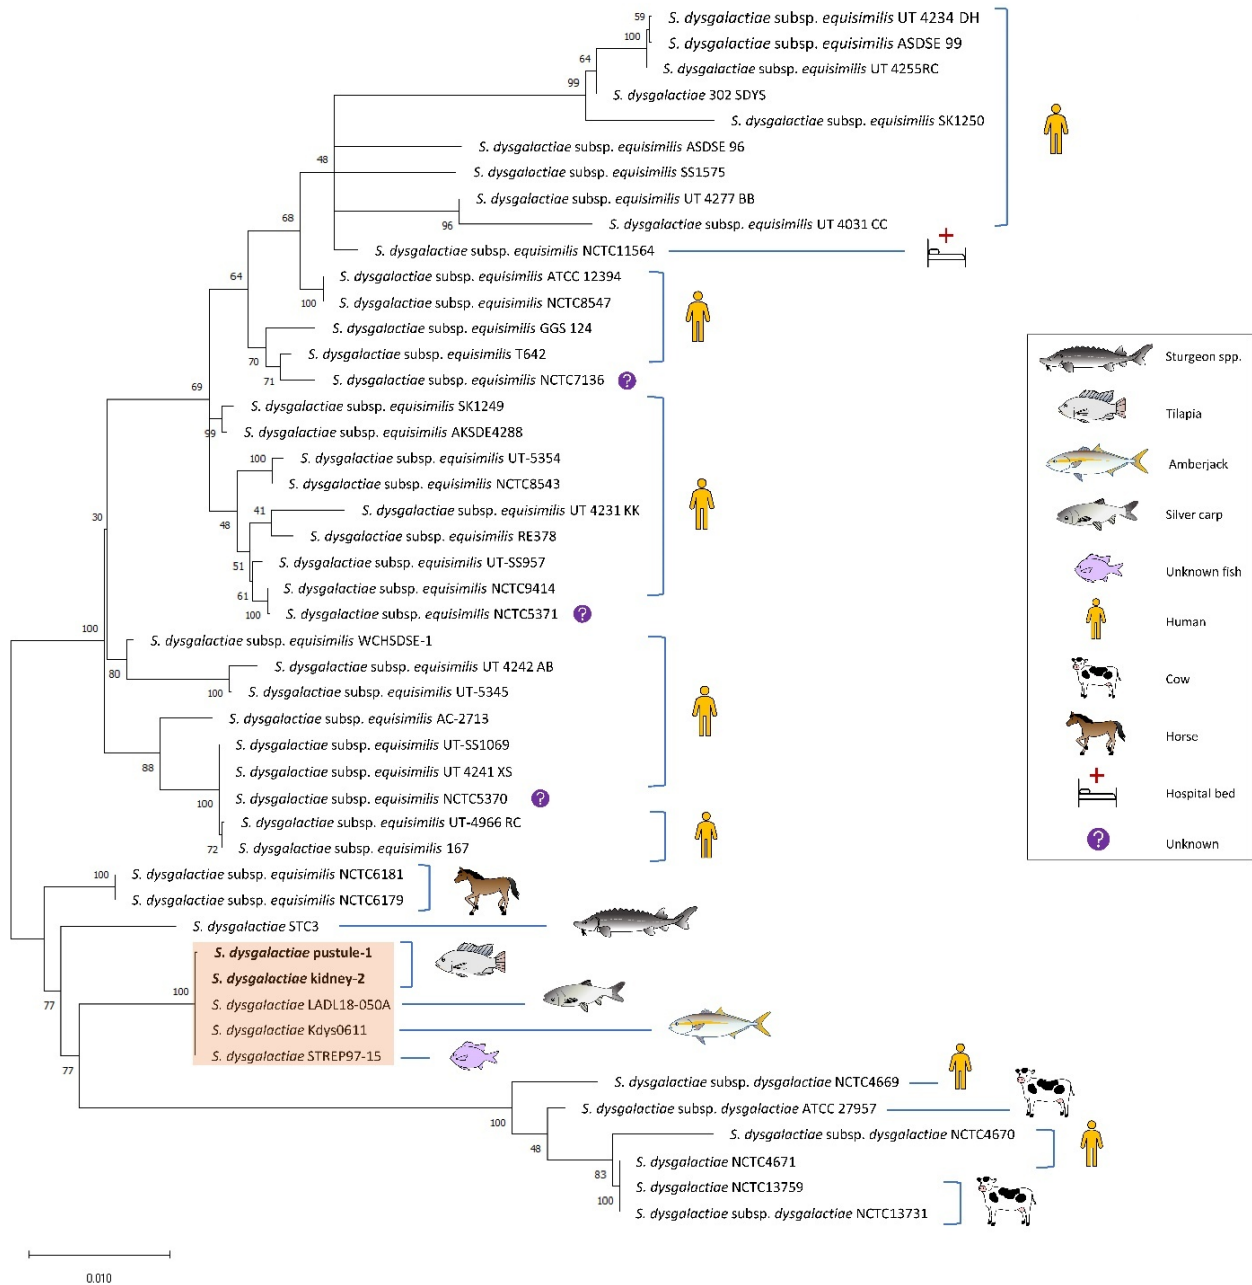 59
S. dysgalactiae subsp. equisimilis UT 4234 DH
100
S. dysgalactiae subsp. equisimilis ASDSE 99
64
S. dysgalactiae subsp. equisimilis UT 4255RC
99
S. dysgalactiae 302 SDYS
S. dysgalactiae subsp. equisimilis SK1250
S. dysgalactiae subsp. equisimilis ASDSE 96
48
S. dysgalactiae subsp. equisimilis SS1575
S. dysgalactiae subsp. equisimilis UT 4277 BB
68
96
S. dysgalactiae subsp. equisimilis UT 4031 CC
S. dysgalactiae subsp. equisimilis NCTC11564
64
S. dysgalactiae subsp. equisimilis ATCC 12394
100
S. dysgalactiae subsp. equisimilis NCTC8547
S. dysgalactiae subsp. equisimilis GGS 124
70
S. dysgalactiae subsp. equisimilis T642
71
S. dysgalactiae subsp. equisimilis NCTC7136
?
69
S. dysgalactiae subsp. equisimilis SK1249
99
S. dysgalactiae subsp. equisimilis AKSDE4288
100
S. dysgalactiae subsp. equisimilis UT-5354
S. dysgalactiae subsp. equisimilis NCTC8543
30
48
41
S. dysgalactiae subsp. equisimilis UT 4231 KK
S. dysgalactiae subsp. equisimilis RE378
51
S. dysgalactiae subsp. equisimilis UT-SS957
61
S. dysgalactiae subsp. equisimilis NCTC9414
100
S. dysgalactiae subsp. equisimilis NCTC5371
?
100
S. dysgalactiae subsp. equisimilis WCHSDSE-1
80
S. dysgalactiae subsp. equisimilis UT 4242 AB
100
S. dysgalactiae subsp. equisimilis UT-5345
S. dysgalactiae subsp. equisimilis AC-2713
88
S. dysgalactiae subsp. equisimilis UT-SS1069
S. dysgalactiae subsp. equisimilis UT 4241 XS
100
S. dysgalactiae subsp. equisimilis NCTC5370
?
S. dysgalactiae subsp. equisimilis UT-4966 RC
72
S. dysgalactiae subsp. equisimilis 167
100
S. dysgalactiae subsp. equisimilis NCTC6181
S. dysgalactiae subsp. equisimilis NCTC6179
S. dysgalactiae STC3
77
S. dysgalactiae pustule-1
S. dysgalactiae kidney-2
100
S. dysgalactiae LADL18-050A
S. dysgalactiae Kdys0611
77
S. dysgalactiae STREP97-15
S. dysgalactiae subsp. dysgalactiae NCTC4669
100
S. dysgalactiae subsp. dysgalactiae ATCC 27957
48
S. dysgalactiae subsp. dysgalactiae NCTC4670
83
S. dysgalactiae NCTC4671
S. dysgalactiae NCTC13759
100
S. dysgalactiae subsp. dysgalactiae NCTC13731
0.010
Sturgeon spp.
Tilapia
Amberjack
Silver carp
Unknown fish
Human
Cow
Horse
Hospital bed
? Unknown